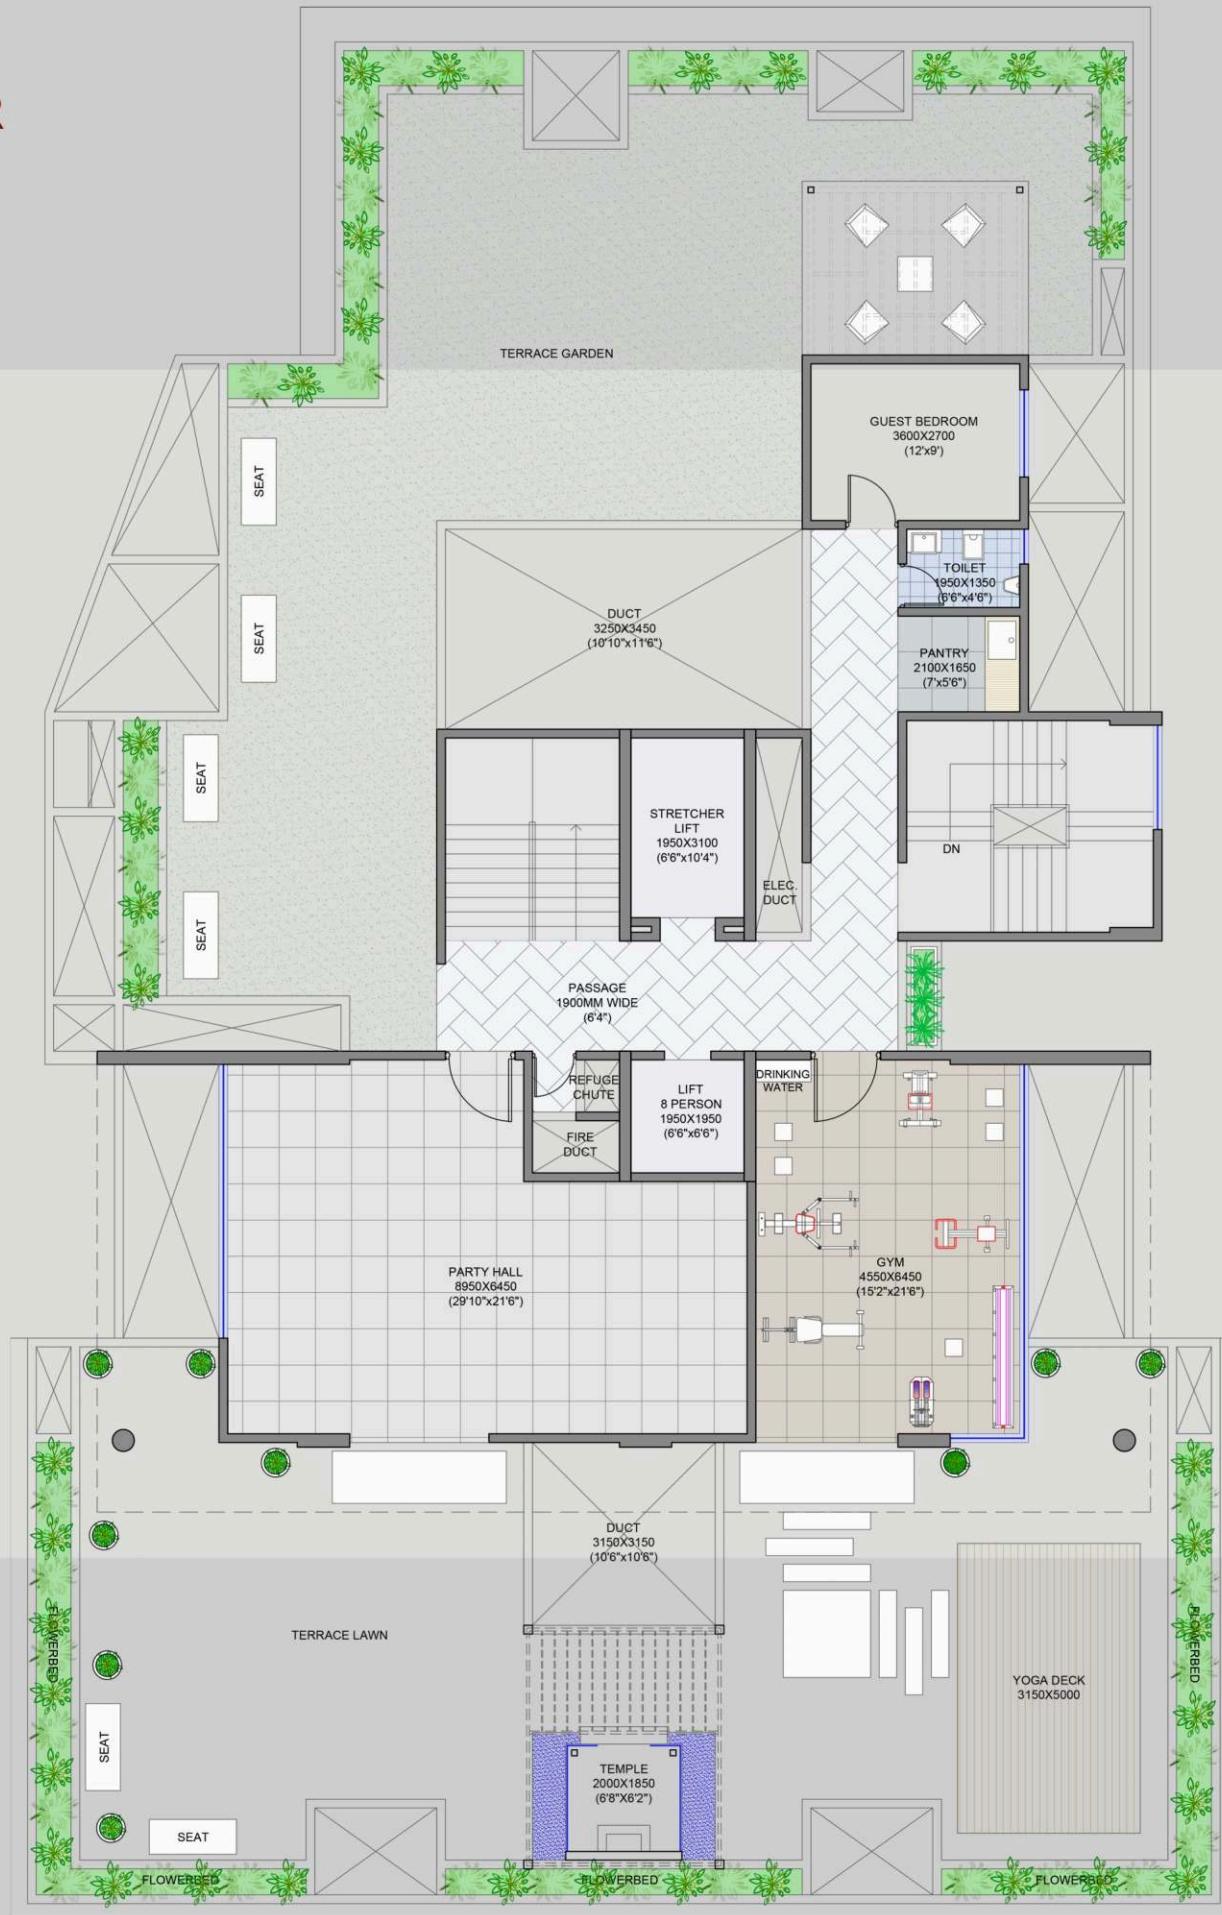 R
TERRACE GARDEN
GUEST BEDROOM
3600X2700
(12'x9')
SEAT
TOILET
1950X1350
(6'6"x4'6")
DUCT
3250X3450
(10'10"x11'6")
SEAT
PANTRY
2100X1650
(7'x5'6")
SEAT
STRETCHER
LIFT
1950X3100
(6'6"x10'4")
DN
ELEC.
DUCT
SEAT
PASSAGE
1900MM WIDE
(6'4")
REFUGE
CHUTE
DRINKING
WATER
LIFT
8 PERSON
1950X1950
(6'6"x6'6")
FIRE
DUCT
PARTY HALL
8950X6450
(29'10"x21'6")
GYM
4550X6450
(15'2"x21'6")
DUCT
3150X3150
(10'6"x10'6")
FLOWERBED
TERRACE LAWN
FLOWERBED
YOGA DECK
3150X5000
SEAT
TEMPLE
2000X1850
(6'8"X6'2")
SEAT
FLOWERBED
FLOWERBED
FLOWERBED